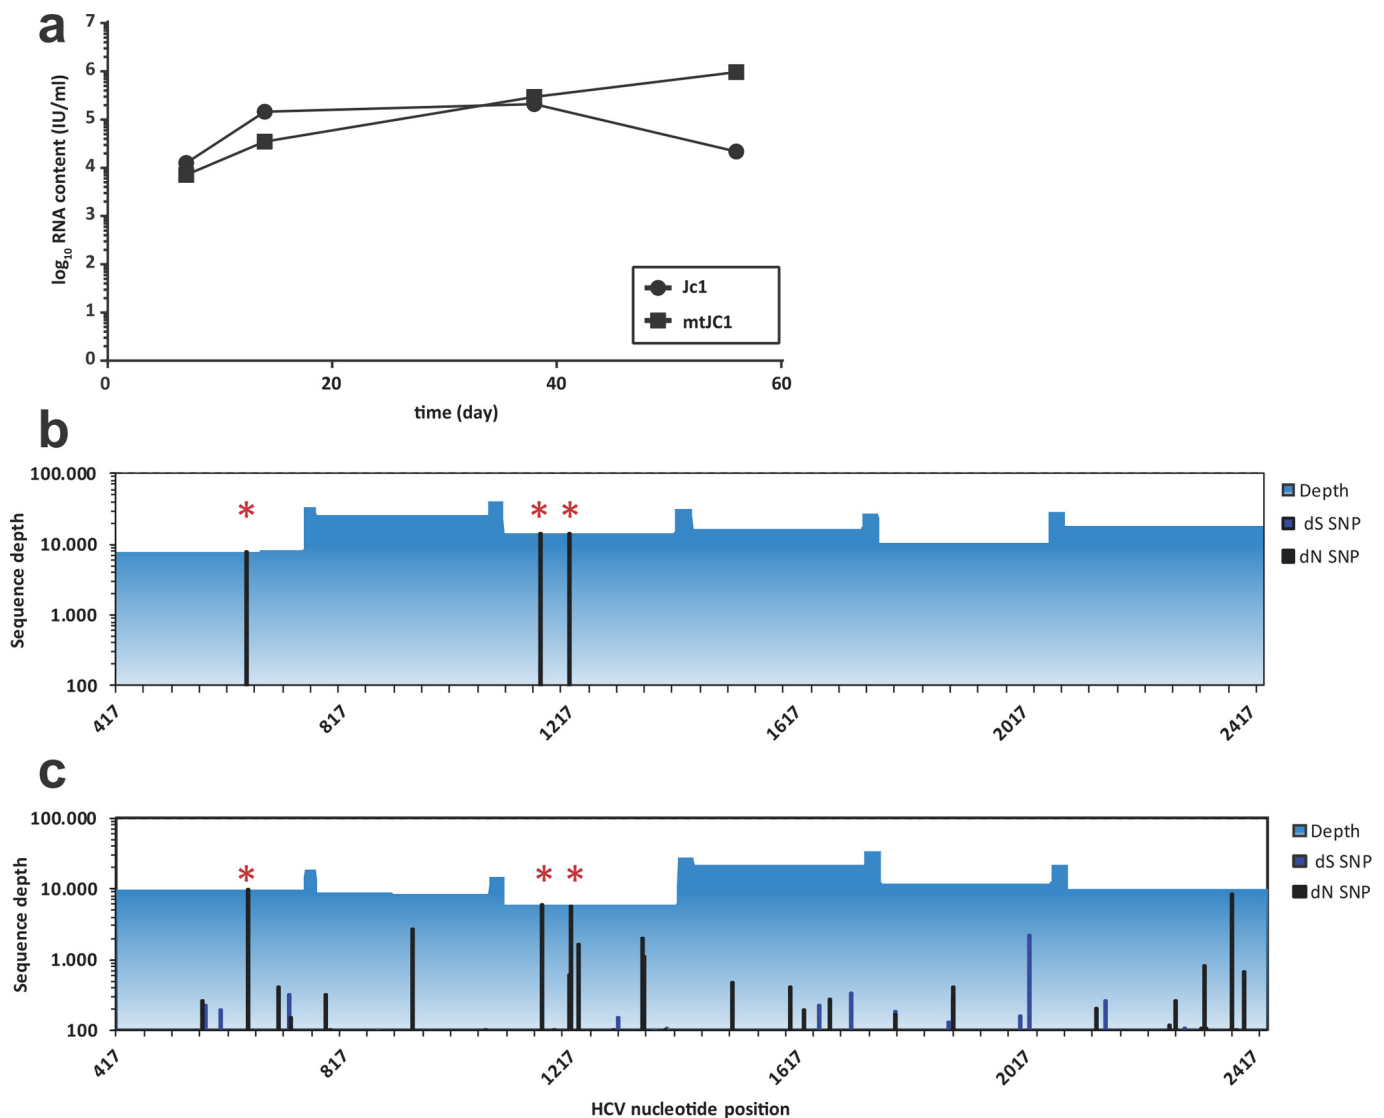 a
log10 RNA content (IU/ml)
7
6
5
4
3
2
1
0
0 20 40 60
time (day)
Jc1
mtJC1
b
Sequence depth
100.000
10.000
1.000
100
417 817 1217 1617 2017 2417
* * *
Depth
dS SNP
dN SNP
c
Sequence depth
100.000
10.000
1.000
100
417 817 1217 1617 2017 2417
* * *
Depth
dS SNP
dN SNP
HCV nucleotide position